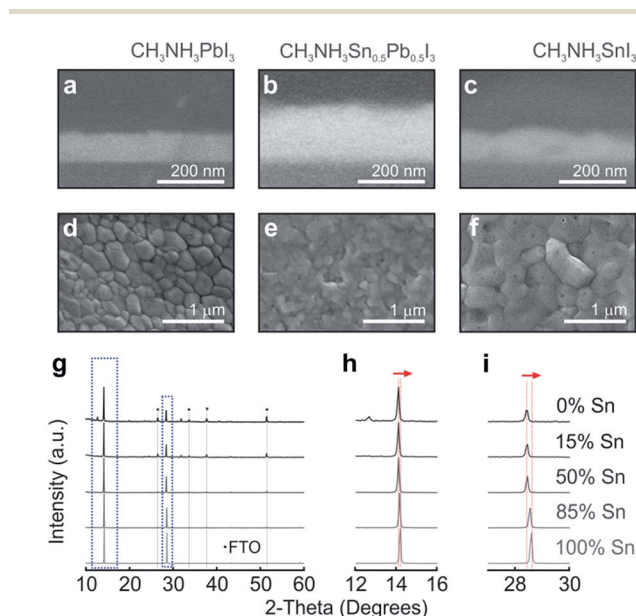 CH₃NH₃PbI₃ CH₃NH₃Sn₀.₅Pb₀.₅I₃ CH₃NH₃SnI₃
a b c
200 nm 200 nm 200 nm
d e f
1 μm 1 μm 1 μm
g h i
Intensity (a.u.)
0% Sn
15% Sn
50% Sn
85% Sn
100% Sn
•FTO
10 20 30 40 50 60 12 14 16 28 30
2-Theta (Degrees)